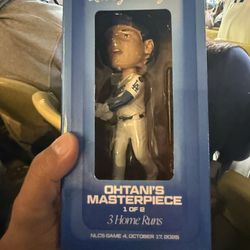 OHTANI'S
MASTERPIECE
1 OF 2
3 Home Runs
NLCS GAME 4, OCTOBER 17, 2025